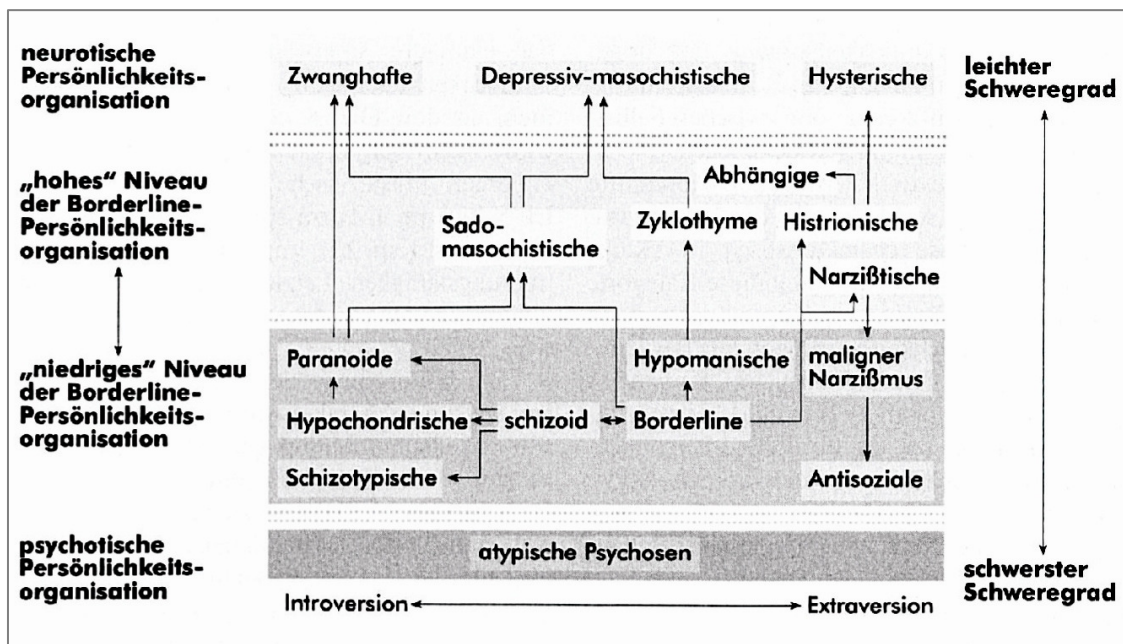 neurotische
Persönlichkeits-
organisation
Zwanghafte
Depressiv-masochistische
Hysterische
leichter
Schweregrad
„hohes“ Niveau
der Borderline-
Persönlichkeits-
organisation
Abhängige
Sado-
masochistische
Zyklothyme
Histrionische
Narzißtische
„niedriges“ Niveau
der Borderline-
Persönlichkeits-
organisation
Paranoide
Hypomanische
maligner
Narzißmus
Hypochondrische
schizoid
Borderline
Schizotypische
Antisoziale
psychotische
Persönlichkeits-
organisation
atypische Psychosen
schwerster
Schweregrad
Introversion
Extraversion